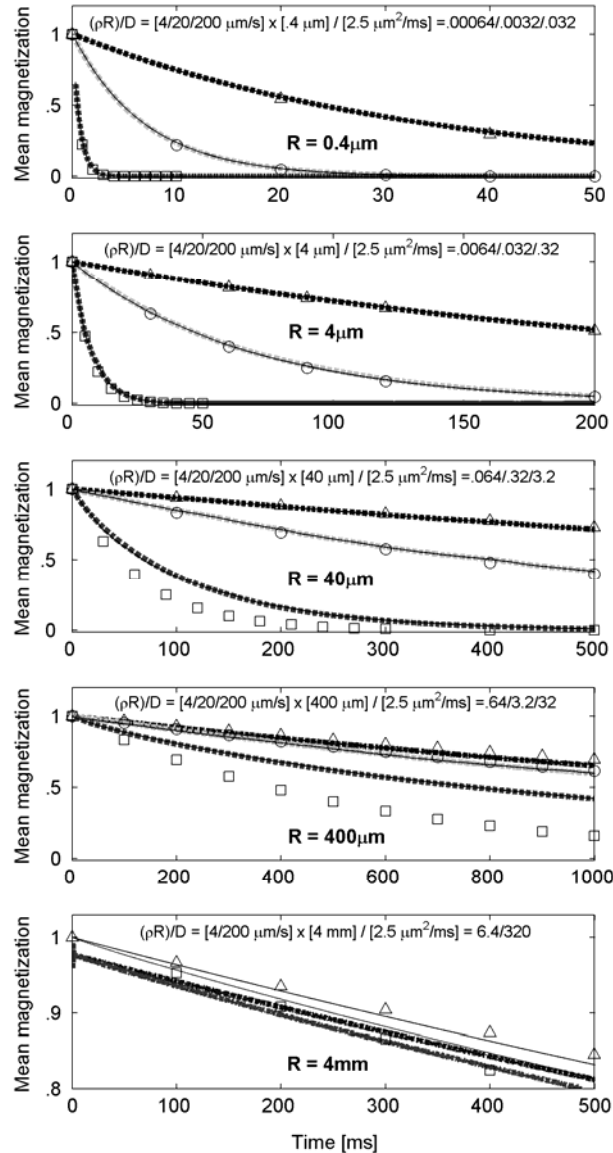 (ρR)/D = [4/20/200 μm/s] x [.4 μm] / [2.5 μm²/ms] = .00064/.0032/.032
Mean magnetization
1
.5
0
R = 0.4μm
0 10 20 30 40 50
(ρR)/D = [4/20/200 μm/s] x [4 μm] / [2.5 μm²/ms] =.0064/.032/.32
Mean magnetization
1
0.5
0
R = 4μm
0 50 100 150 200
(ρR)/D = [4/20/200 μm/s] x [40 μm] / [2.5 μm²/ms] =.064/.32/3.2
Mean magnetization
1
0.5
0
R = 40μm
0 100 200 300 400 500
(ρR)/D = [4/20/200 μm/s] x [400 μm] / [2.5 μm²/ms] =.64/3.2/32
Mean magnetization
1
0.5
0
R = 400μm
0 200 400 600 800 1000
(ρR)/D = [4/200 μm/s] x [4 mm] / [2.5 μm²/ms] = 6.4/320
Mean magnetization
1
.9
.8
R = 4mm
0 100 200 300 400 500
Time [ms]